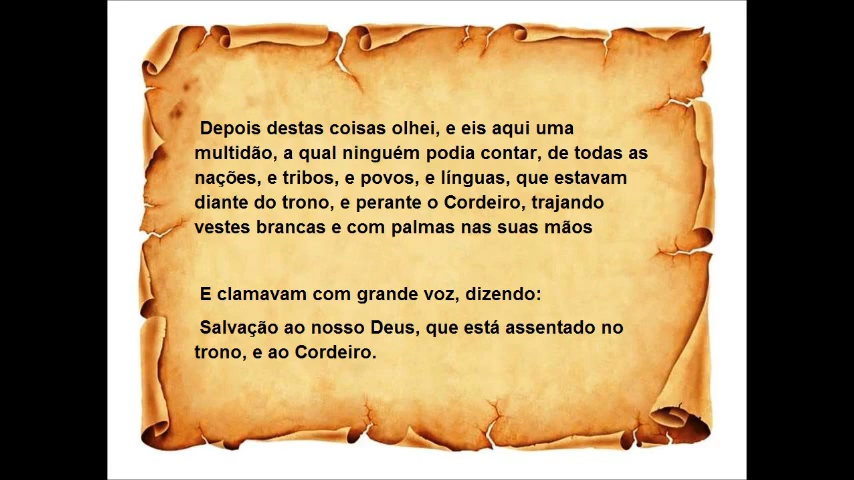 Depois destas coisas olhei, e eis aqui uma
multidão, a qual ninguém podia contar, de todas as
nações, e tribos, e povos, e línguas, que estavam
diante do trono, e perante o Cordeiro, trajando
vestes brancas e com palmas nas suas mãos
E clamavam com grande voz, dizendo:
Salvação ao nosso Deus, que está assentado no
trono, e ao Cordeiro.